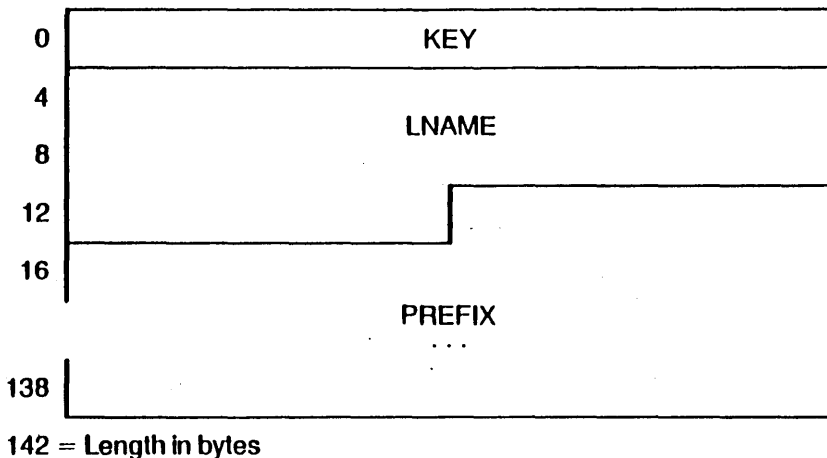 0 KEY
4
LNAME
8
12
16
PREFIX
...
138
142 = Length in bytes